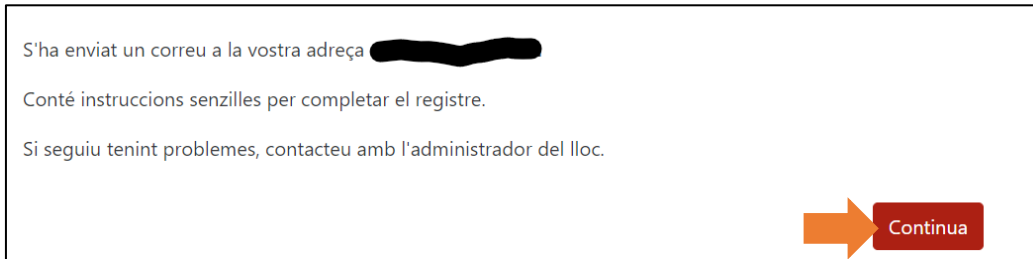 S'ha enviat un correu a la vostra adreça
Conté instruccions senzilles per completar el registre.
Si seguiu tenint problemes, contacteu amb l'administrador del lloc.
Continua